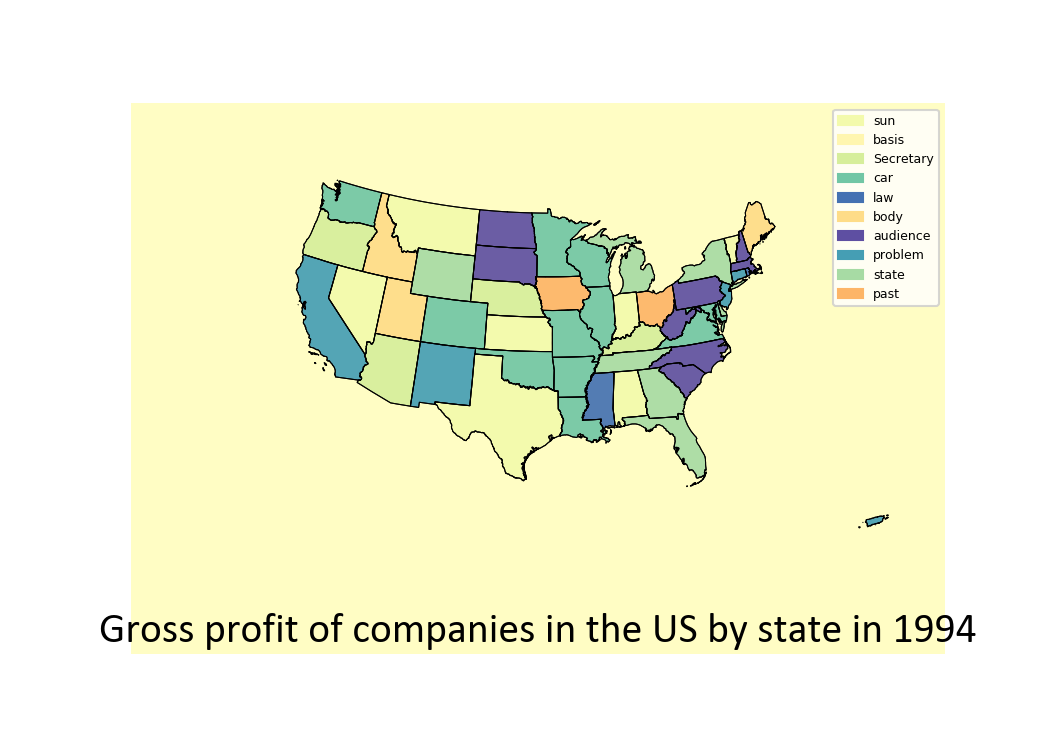 sun
basis
Secretary
car
law
body
audience
problem
state
past
Gross profit of companies in the US by state in 1994